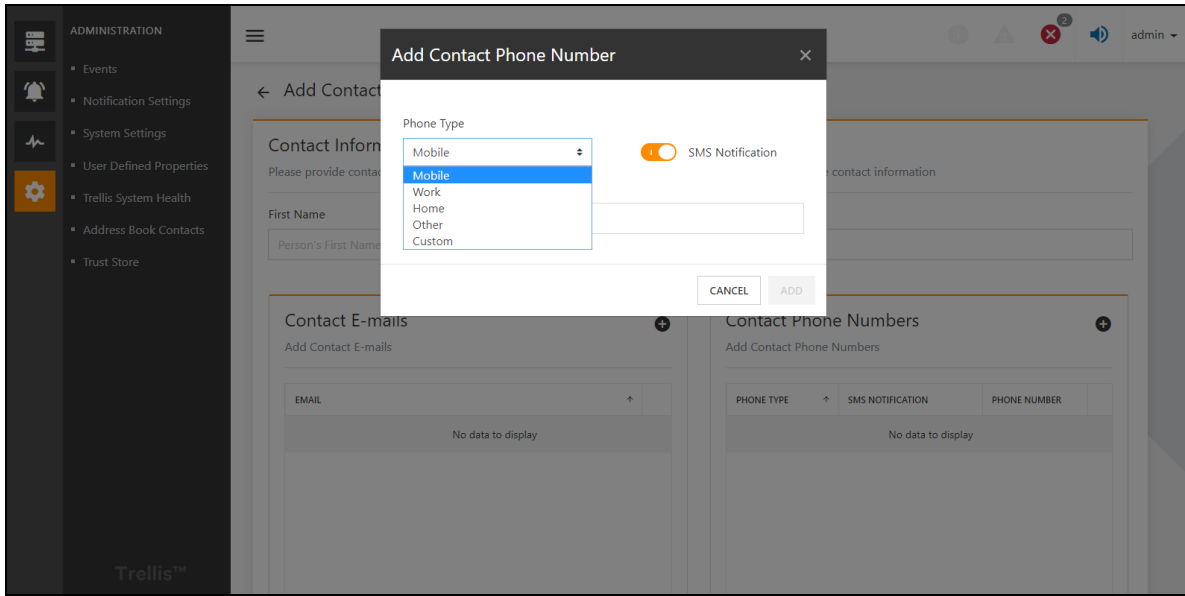 ADMINISTRATION
Events
Notification Settings
System Settings
User Defined Properties
Trellis System Health
Address Book Contacts
Trust Store
Trellis™
2
admin
Add Contact
Contact Inform
Please provide contac
contact information
First Name
Person's First Name
Add Contact Phone Number
Phone Type
Mobile
SMS Notification
Mobile
Work
Home
Other
Custom
CANCEL
ADD
Contact E-mails
Add Contact E-mails
EMAIL
No data to display
Contact Phone Numbers
Add Contact Phone Numbers
PHONE TYPE SMS NOTIFICATION PHONE NUMBER
No data to display